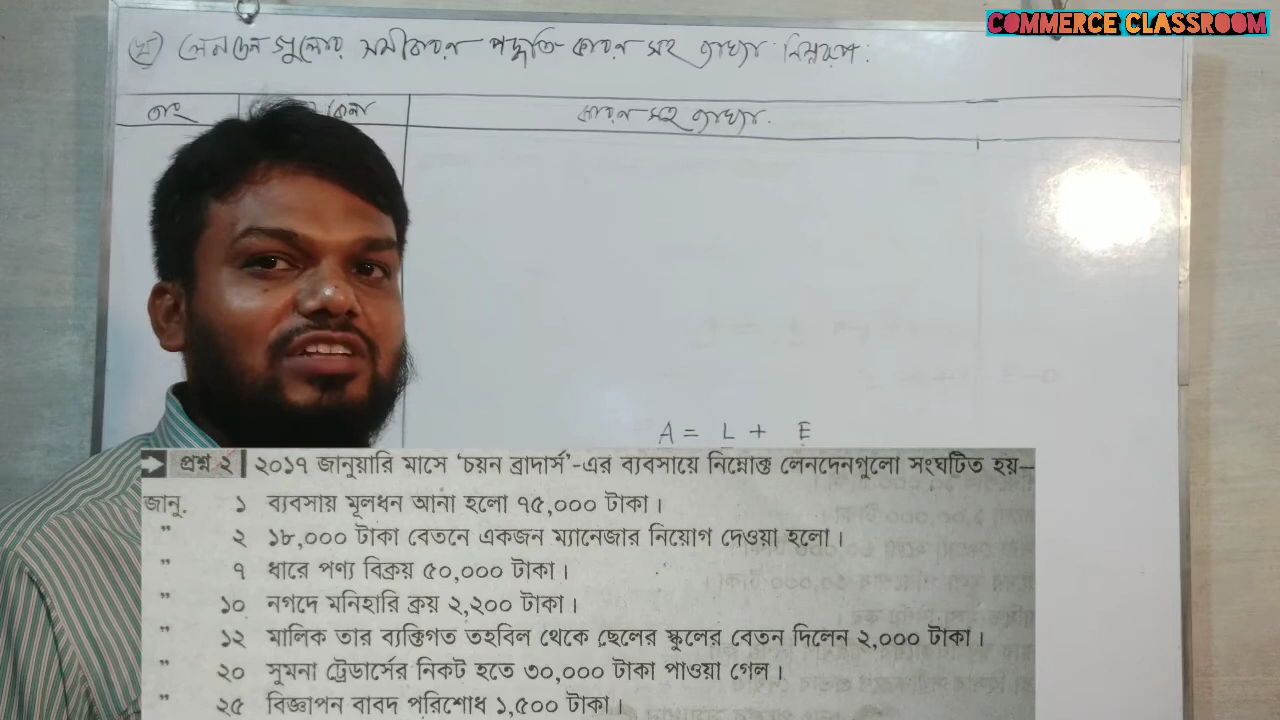 COMMERCE CLASSROOM
(খ) লেনদেন গুলোর সমীকরণ পদ্ধতি কারণ সহ ব্যাখ্যা নিম্নরূপ:
তাং কেনা কারণ সহ ব্যাখ্যা.
A = L + E
প্রশ্ন ২ ২০১৭ জানুয়ারি মাসে ‘চয়ন ব্রাদার্স’-এর ব্যবসায়ে নিম্নোক্ত লেনদেনগুলো সংঘটিত হয়—
জানু. ১ ব্যবসায় মূলধন আনা হলো ৭৫,০০০ টাকা।
" ২ ১৮,০০০ টাকা বেতনে একজন ম্যানেজার নিয়োগ দেওয়া হলো।
" ৭ ধারে পণ্য বিক্রয় ৫০,০০০ টাকা।
" ১০ নগদে মনিহারি ক্রয় ২,২০০ টাকা।
" ১২ মালিক তার ব্যক্তিগত তহবিল থেকে ছেলের স্কুলের বেতন দিলেন ২,০০০ টাকা।
" ২০ সুমনা ট্রেডার্সের নিকট হতে ৩০,০০০ টাকা পাওয়া গেল।
" ২৫ বিজ্ঞাপন বাবদ পরিশোধ ১,৫০০ টাকা।